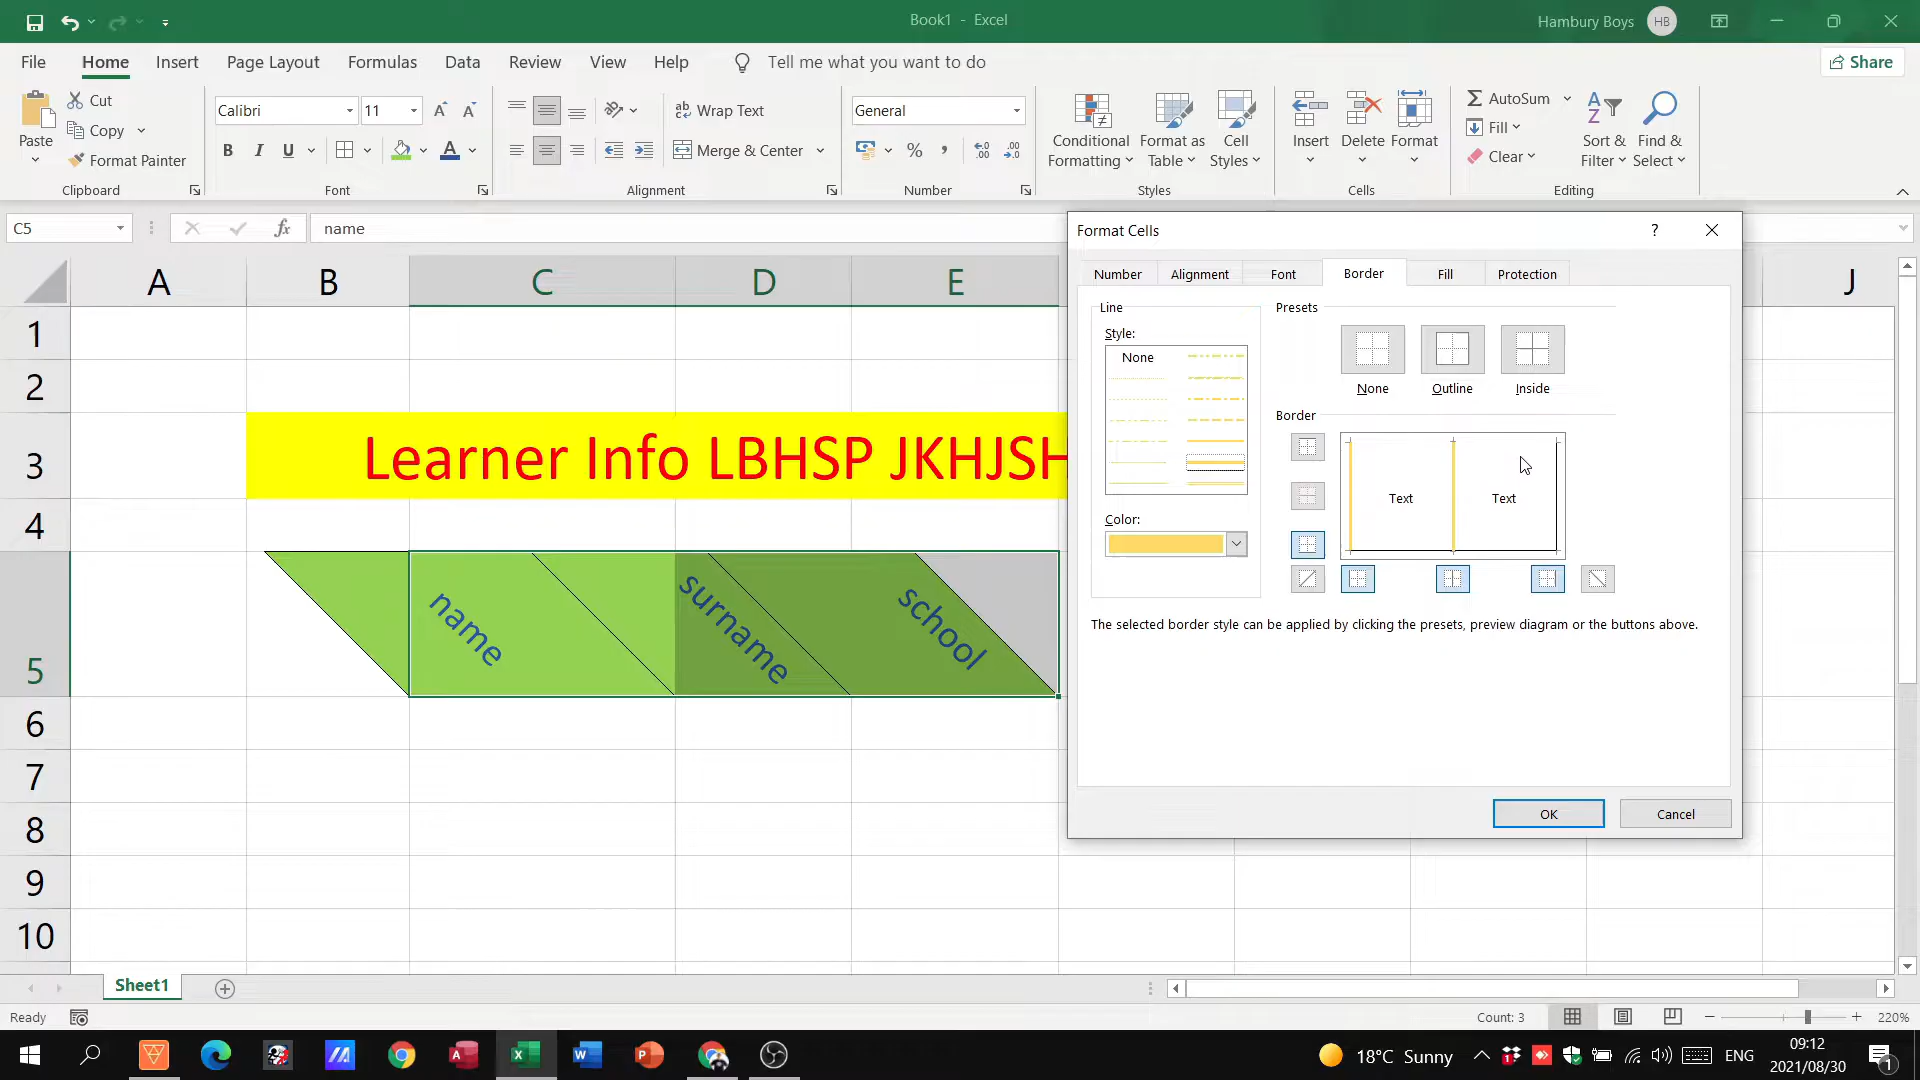 Book1 - Excel
Hambury Boys HB
File Home Insert Page Layout Formulas Data Review View Help Tell me what you want to do Share
Paste
Cut
Copy
Format Painter
Clipboard
Calibri 11
B I U
Font
Wrap Text
Merge & Center
Alignment
General
Number
Conditional Formatting
Format as Table
Cell Styles
Styles
Insert Delete Format
Cells
AutoSum
Fill
Clear
Sort & Filter
Find & Select
Editing
C5 fx name
A B C D E J
1
2
3 Learner Info LBHSP JKHJSH
4
5 name surname school
6
7
8
9
10
Format Cells ?
Number Alignment Font Border Fill Protection
Line
Style:
None
Color:
Presets
None Outline Inside
Border
Text Text
The selected border style can be applied by clicking the presets, preview diagram or the buttons above.
OK Cancel
Sheet1
Ready Count: 3 220%
18°C Sunny ENG 09:12
2021/08/30 1